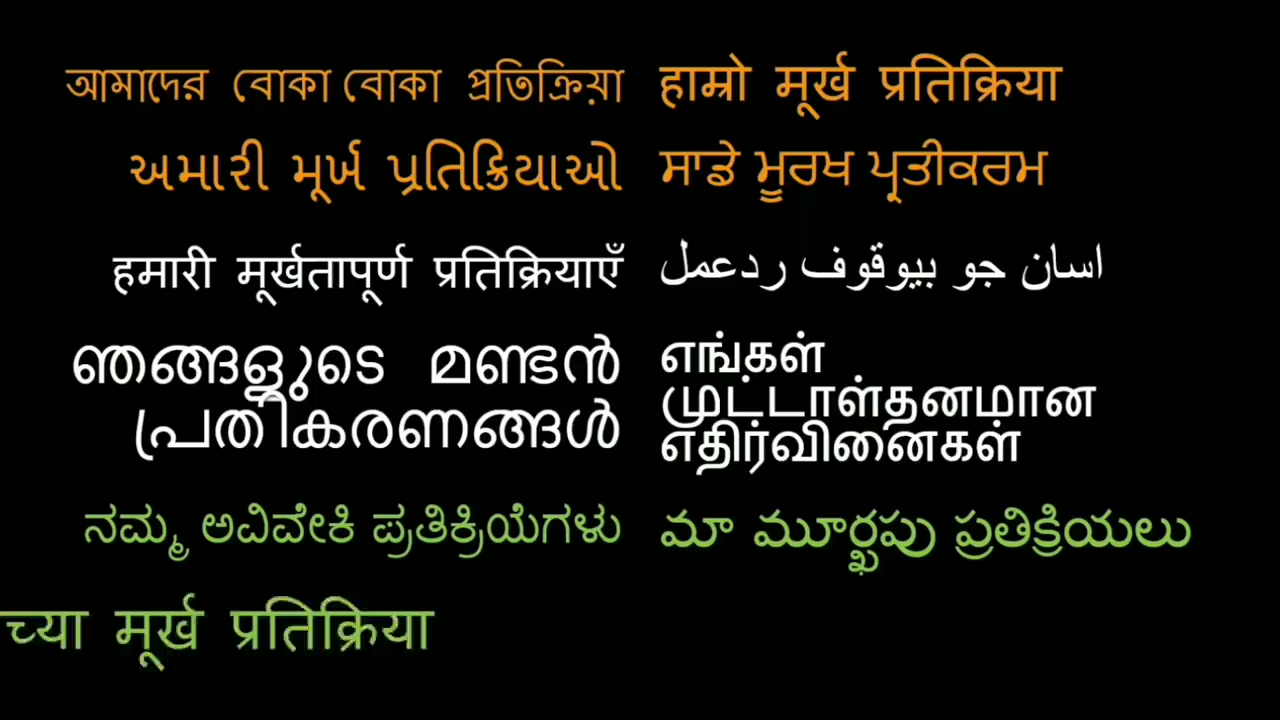 আমাদের বোকা বোকা প্রতিক্রিয়া
हाम्रो मूर्ख प्रतिक्रिया
અમારી મૂર્ખ પ્રતિક્રિયાઓ
ਸਾਡੇ ਮੂਰਖ ਪ੍ਰਤੀਕਰਮ
हमारी मूर्खतापूर्ण प्रतिक्रियाएँ
اسان جو بيوقوف ردعمل
ഞങ്ങളുടെ മണ്ടൻ
പ്രതികരണങ്ങൾ
எங்கள்
முட்டாள்தனமான
எதிர்வினைகள்
ನಮ್ಮ ಅವಿವೇಕಿ ಪ್ರತಿಕ್ರಿಯೆಗಳು
మా మూర్ఖపు ప్రతిక్రియలు
च्या मूर्ख प्रतिक्रिया